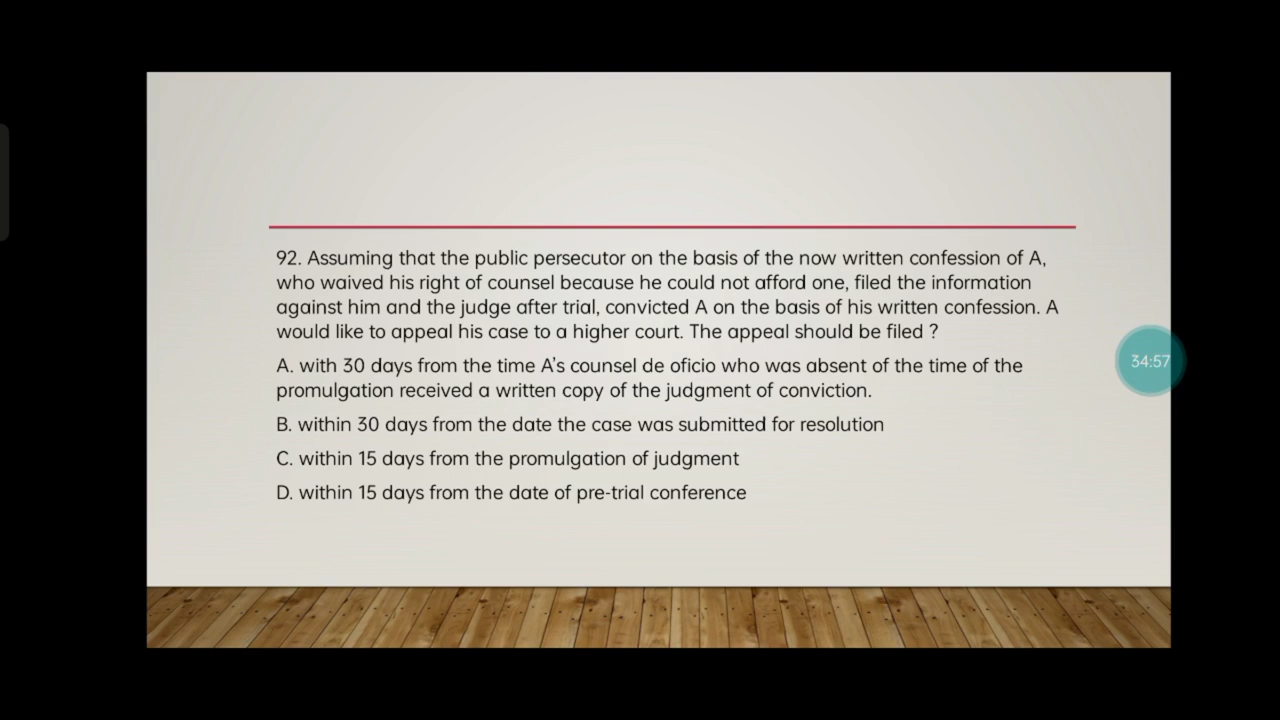 92. Assuming that the public persecutor on the basis of the now written confession of A,
who waived his right of counsel because he could not afford one, filed the information
against him and the judge after trial, convicted A on the basis of his written confession. A
would like to appeal his case to a higher court. The appeal should be filed ?
A. with 30 days from the time A's counsel de oficio who was absent of the time of the
promulgation received a written copy of the judgment of conviction.
B. within 30 days from the date the case was submitted for resolution
C. within 15 days from the promulgation of judgment
D. within 15 days from the date of pre-trial conference
34:57